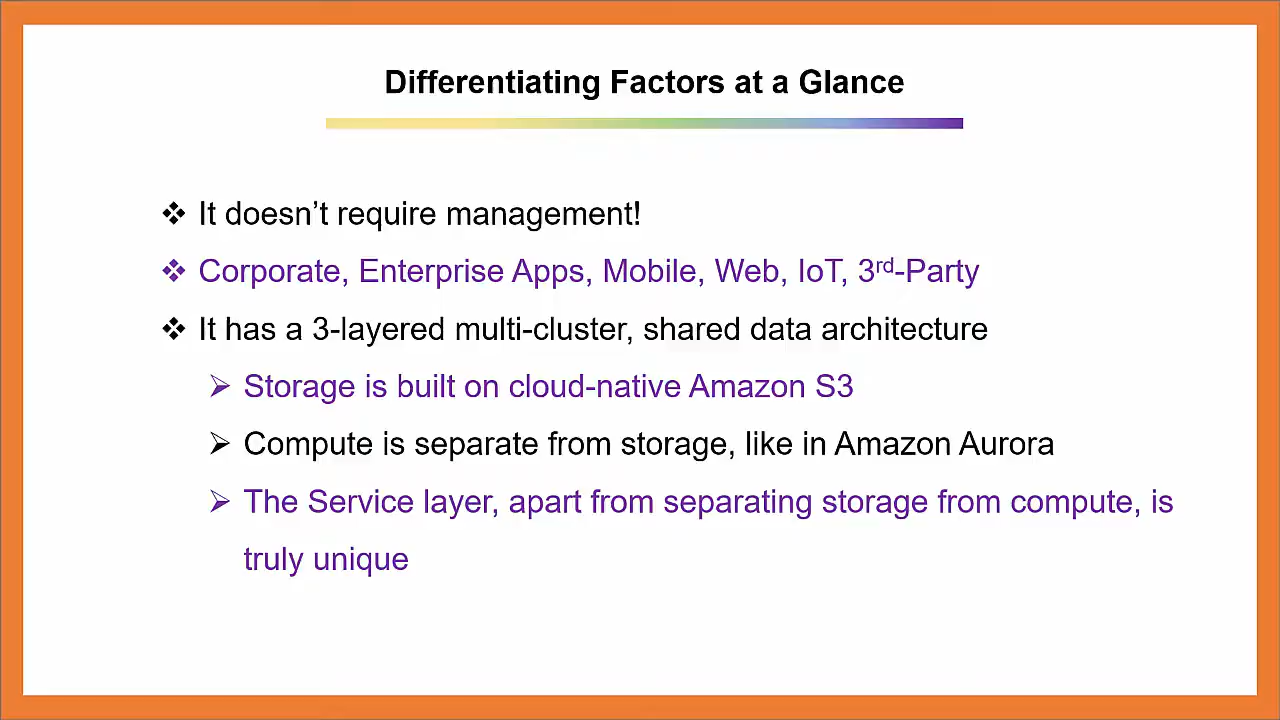 Differentiating Factors at a Glance
❖ It doesn’t require management!
❖ Corporate, Enterprise Apps, Mobile, Web, IoT, 3rd-Party
❖ It has a 3-layered multi-cluster, shared data architecture
➢ Storage is built on cloud-native Amazon S3
➢ Compute is separate from storage, like in Amazon Aurora
➢ The Service layer, apart from separating storage from compute, is
truly unique